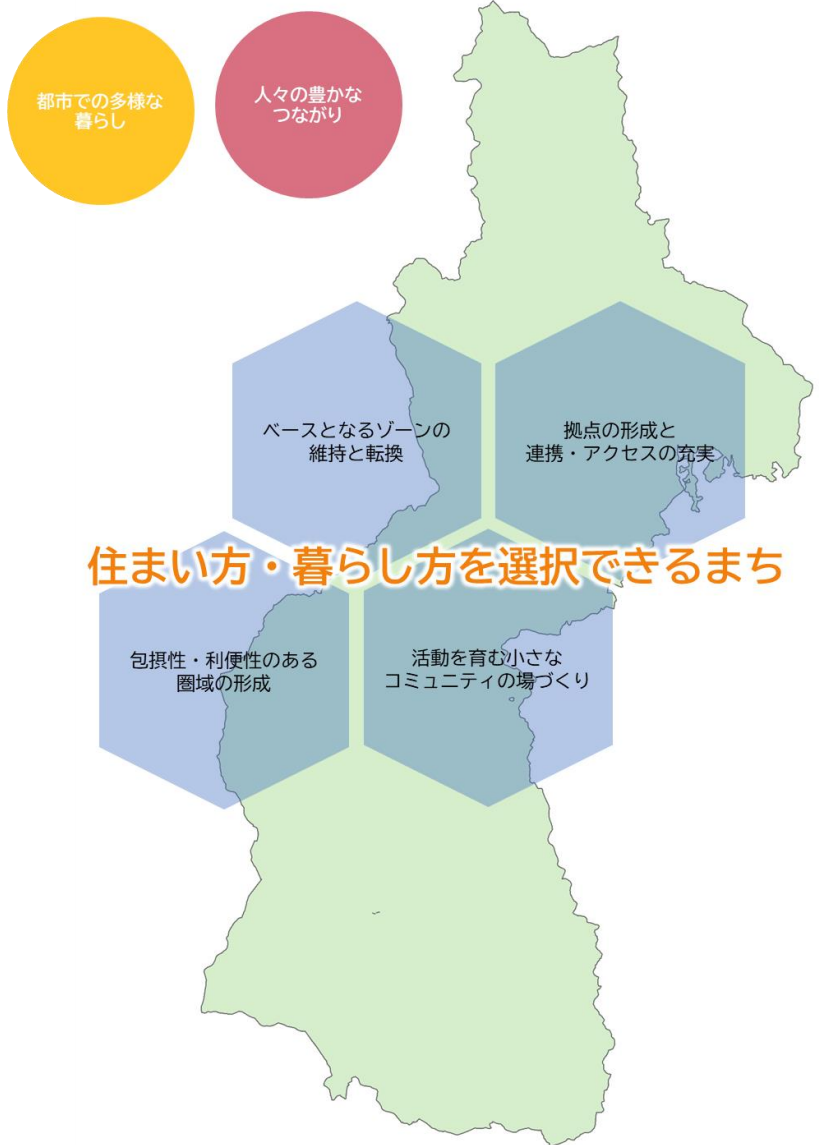 都市での多様な
暮らし
人々の豊かな
つながり
ベースとなるゾーンの
維持と転換
拠点の形成と
連携・アクセスの充実
住まい方・暮らし方を選択できるまち
包摂性・利便性のある
圏域の形成
活動を育む小さな
コミュニティの場づくり